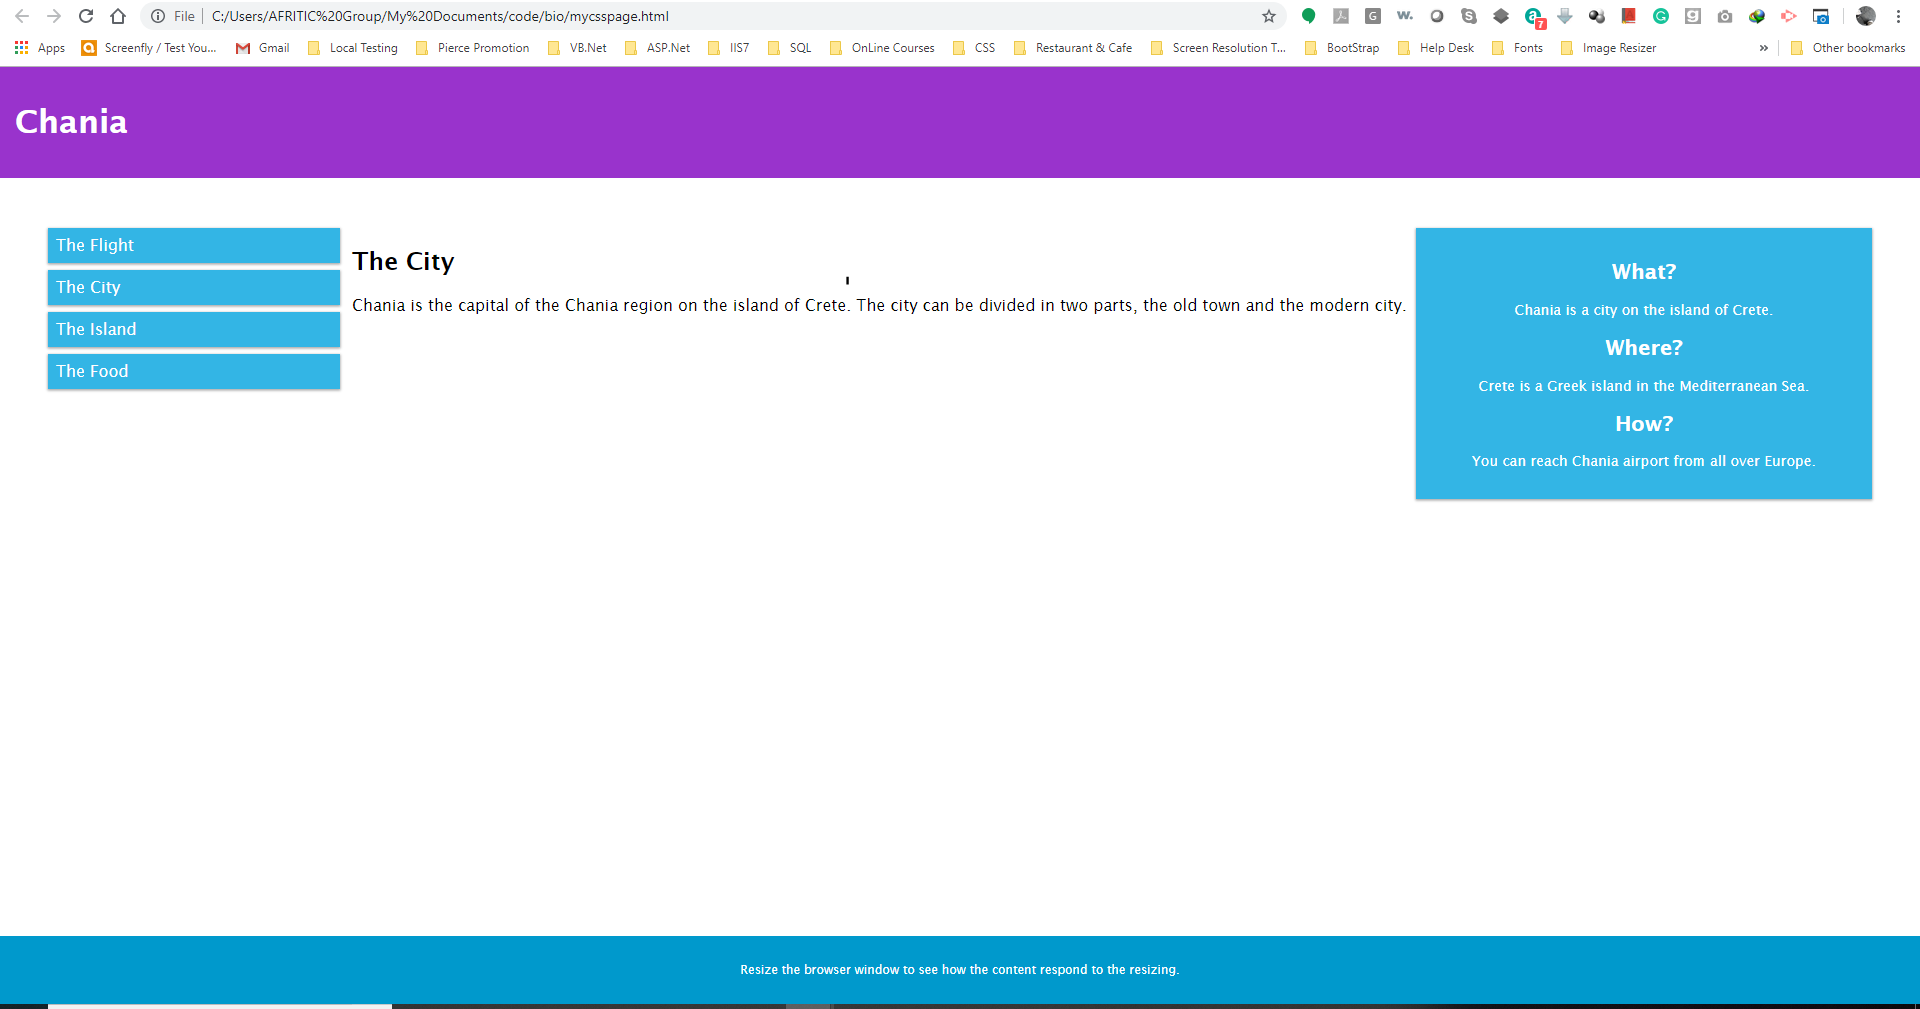 File C:/Users/AFRITIC%20Group/My%20Documents/code/bio/mycsspage.html
Apps Screenfly / Test You... Gmail Local Testing Pierce Promotion VB.Net ASP.Net IIS7 SQL OnLine Courses CSS Restaurant & Cafe Screen Resolution T... BootStrap Help Desk Fonts Image Resizer » Other bookmarks
Chania
The Flight
The City
The Island
The Food
The City
Chania is the capital of the Chania region on the island of Crete. The city can be divided in two parts, the old town and the modern city.
What?
Chania is a city on the island of Crete.
Where?
Crete is a Greek island in the Mediterranean Sea.
How?
You can reach Chania airport from all over Europe.
Resize the browser window to see how the content respond to the resizing.